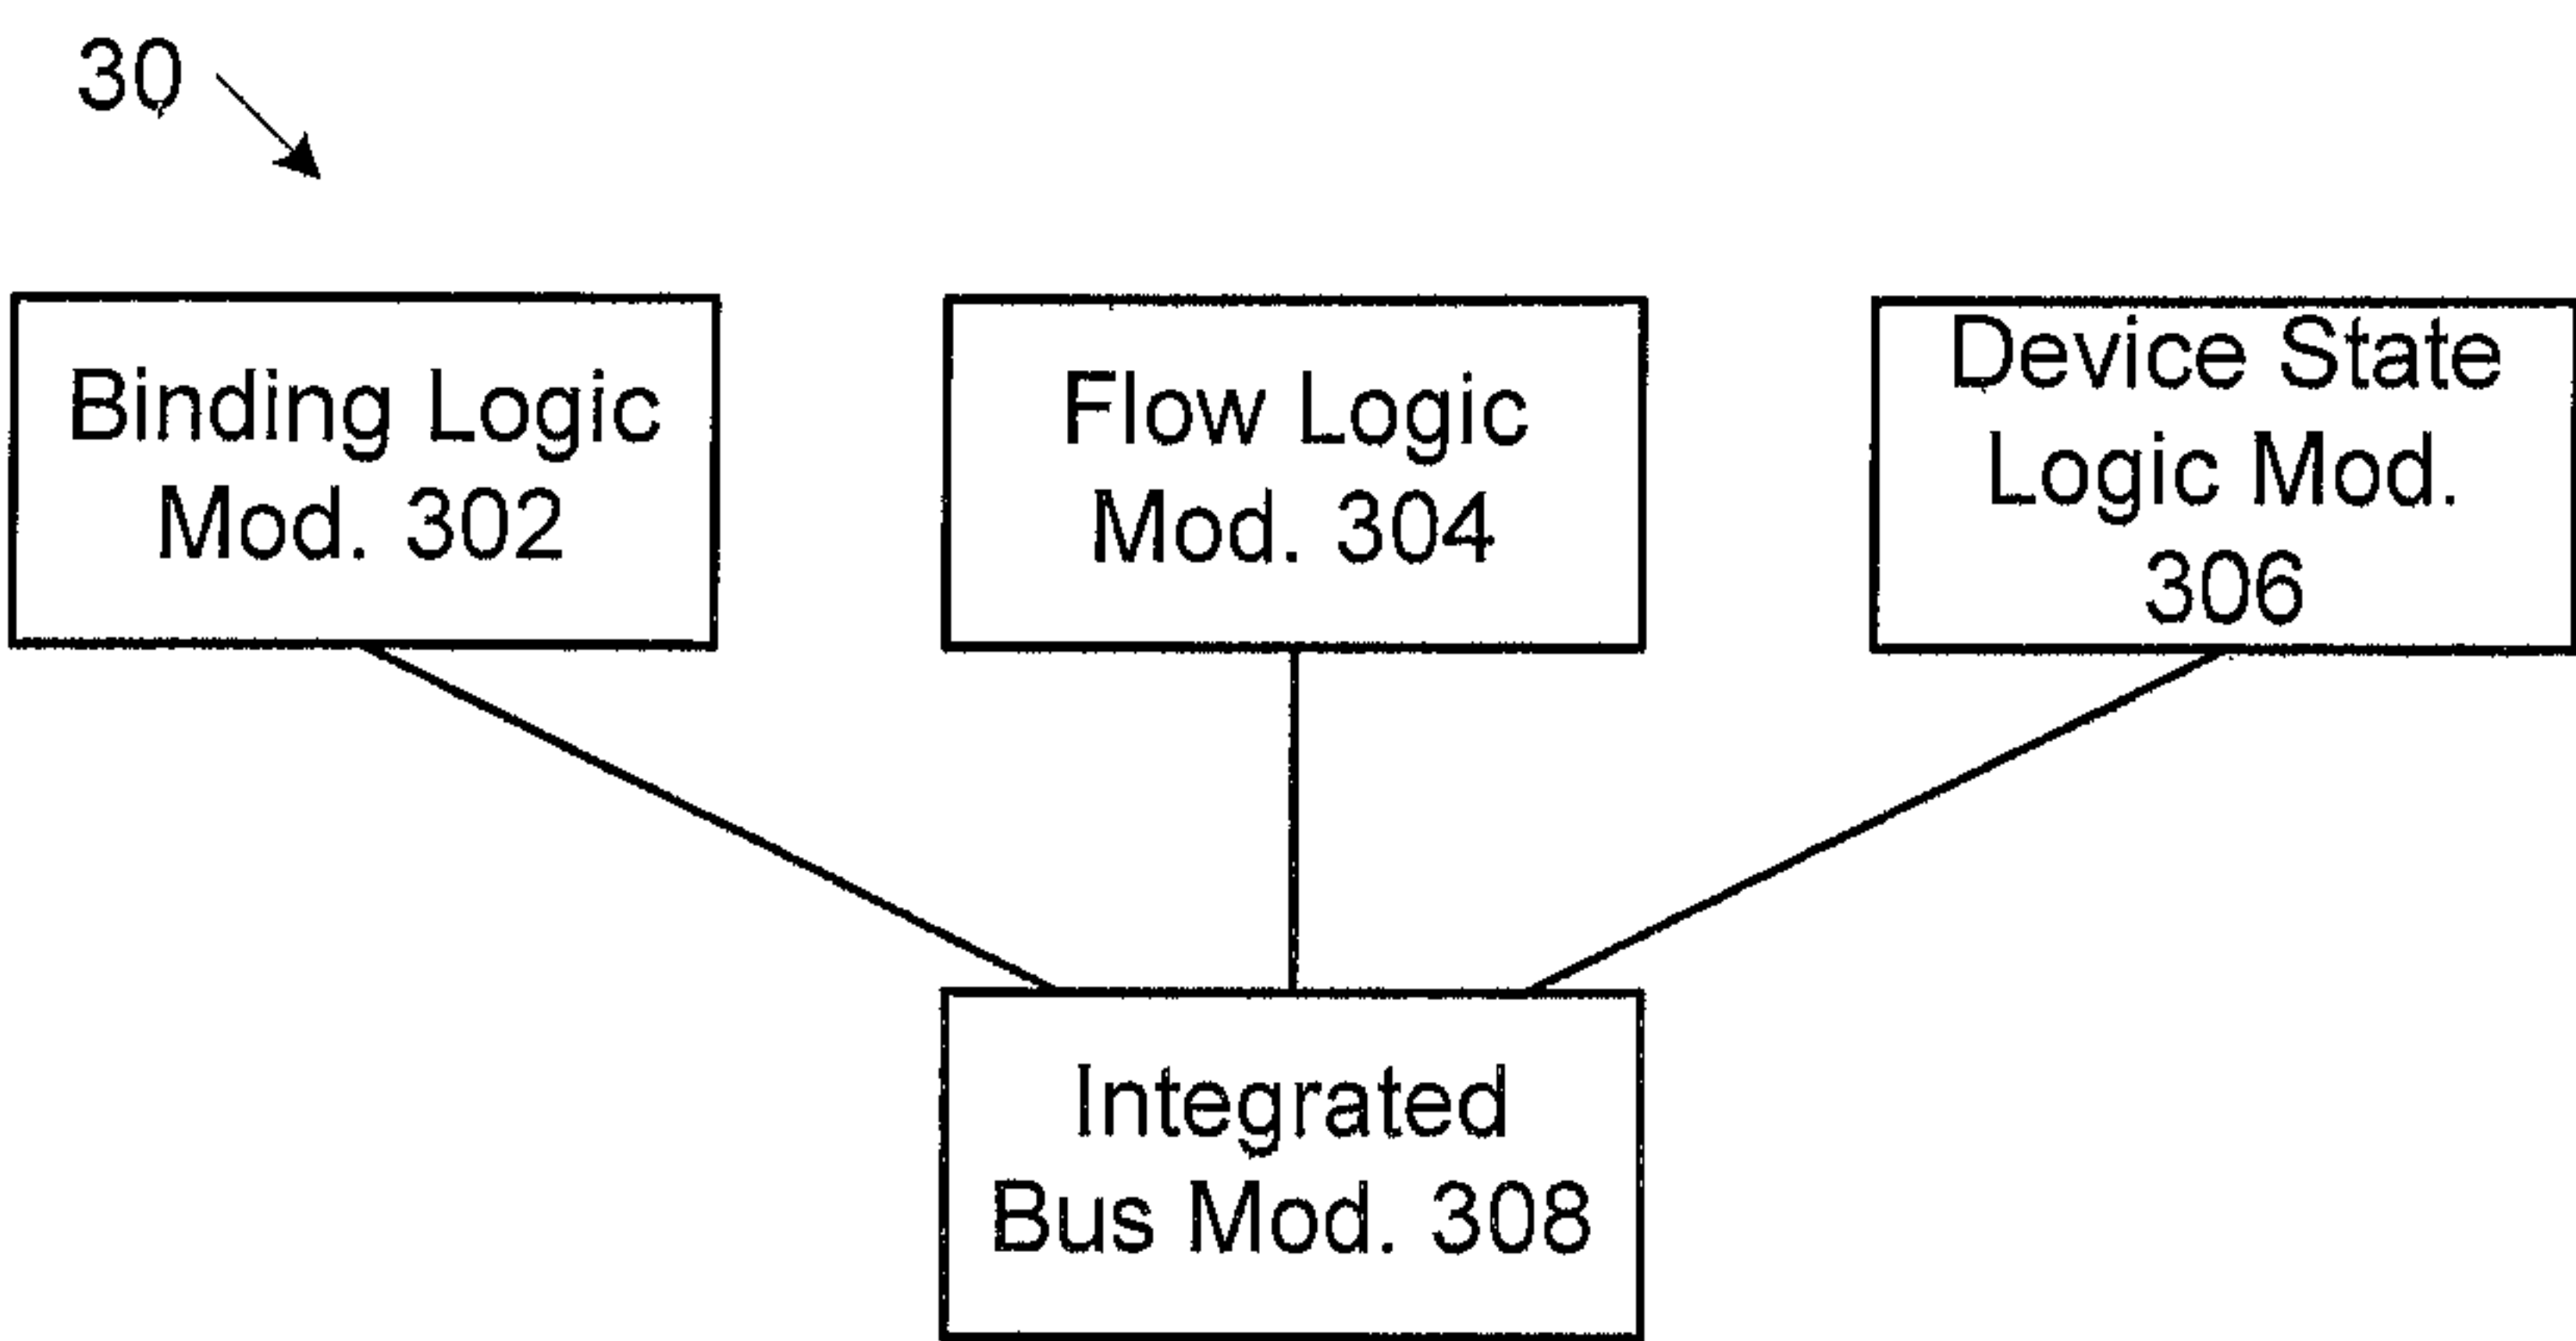 30
Binding Logic
Mod. 302
Flow Logic
Mod. 304
Device State
Logic Mod.
306
Integrated
Bus Mod. 308